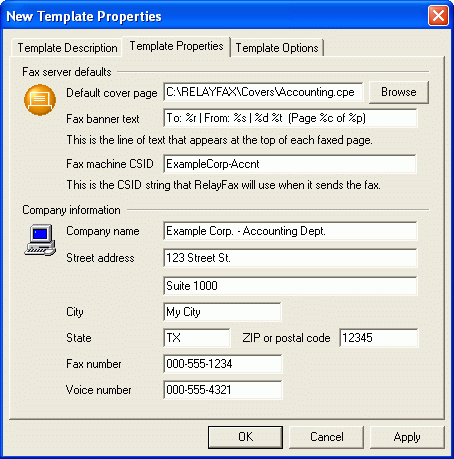 New Template Properties
Template Description Template Properties Template Options
Fax server defaults
Default cover page C:\RELAYFAX\Covers\Accounting.cpe Browse
Fax banner text To: %r | From: %s | %d %t (Page %c of %p)
This is the line of text that appears at the top of each faxed page.
Fax machine CSID ExampleCorp-Accnt
This is the CSID string that RelayFax will use when it sends the fax.
Company information
Company name Example Corp. - Accounting Dept.
Street address 123 Street St.
Suite 1000
City My City
State TX ZIP or postal code 12345
Fax number 000-555-1234
Voice number 000-555-4321
OK Cancel Apply